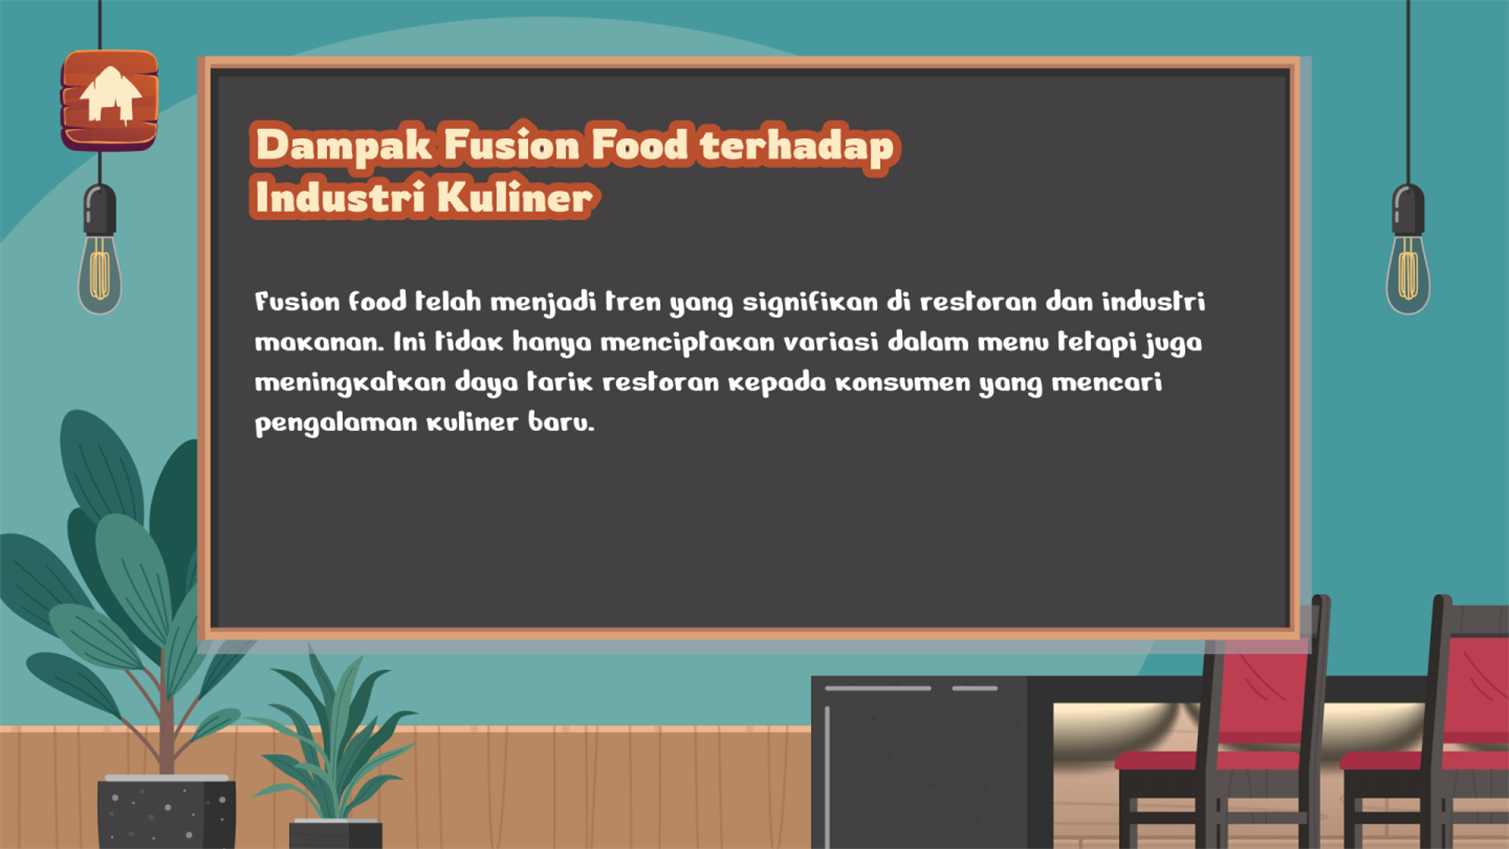 Dampak Fusion Food terhadap
Industri Kuliner
Fusion food telah menjadi tren yang signifikan di restoran dan industri
makanan. Ini tidak hanya menciptakan variasi dalam menu tetapi juga
meningkatkan daya tarik restoran kepada konsumen yang mencari
pengalaman kuliner baru.